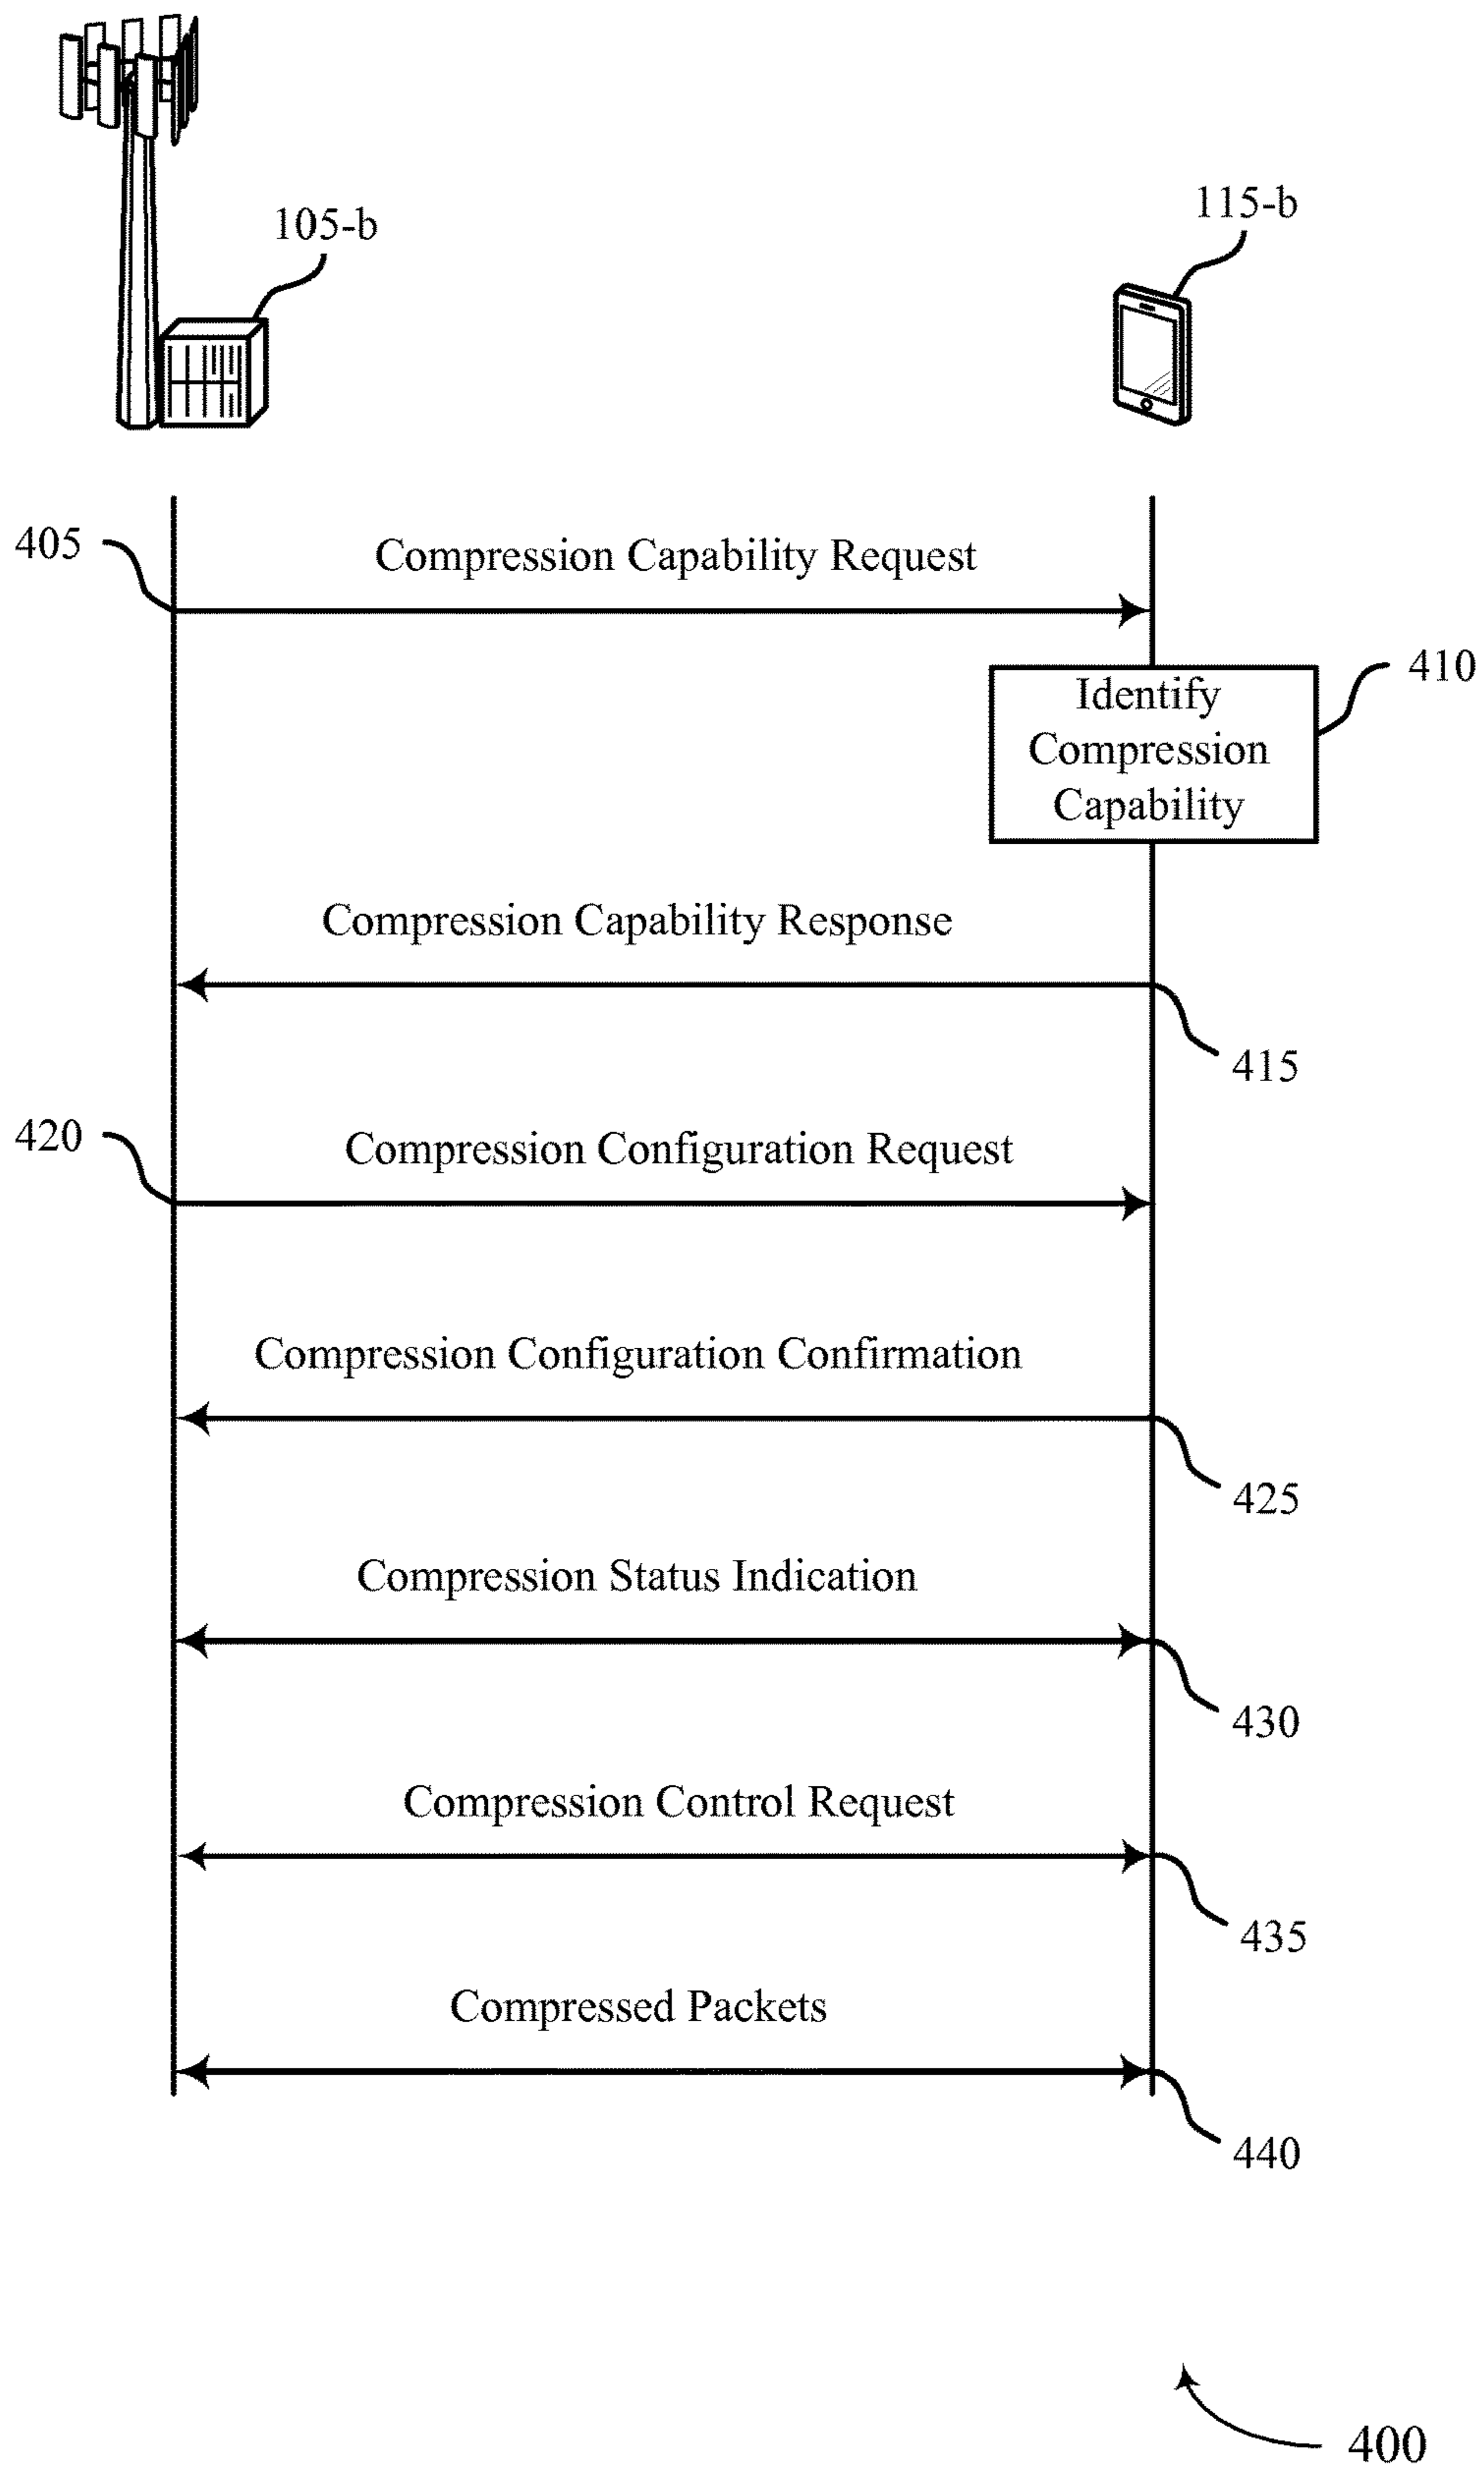 115-b
105-b
405
Compression Capability Request
410
Identify
Compression
Capability
Compression Capability Response
415
420
Compression Configuration Request
Compression Configuration Confirmation
425
Compression Status Indication
430
Compression Control Request
435
Compressed Packets
440
400